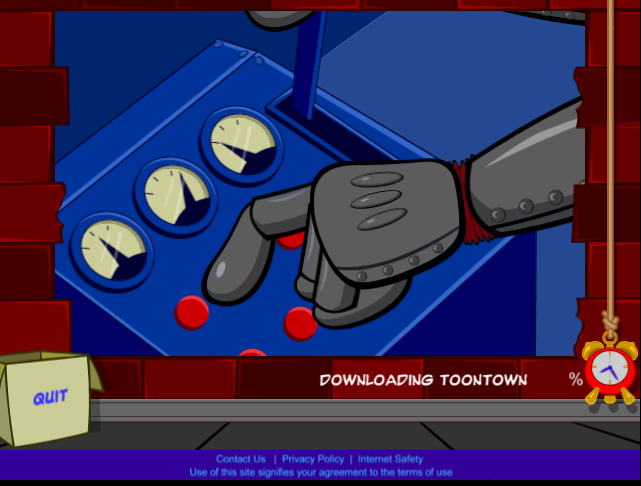 DOWNLOADING TOONTOWN %
QUIT
Contact Us | Privacy Policy | Internet Safety
Use of this site signifies your agreement to the terms of use